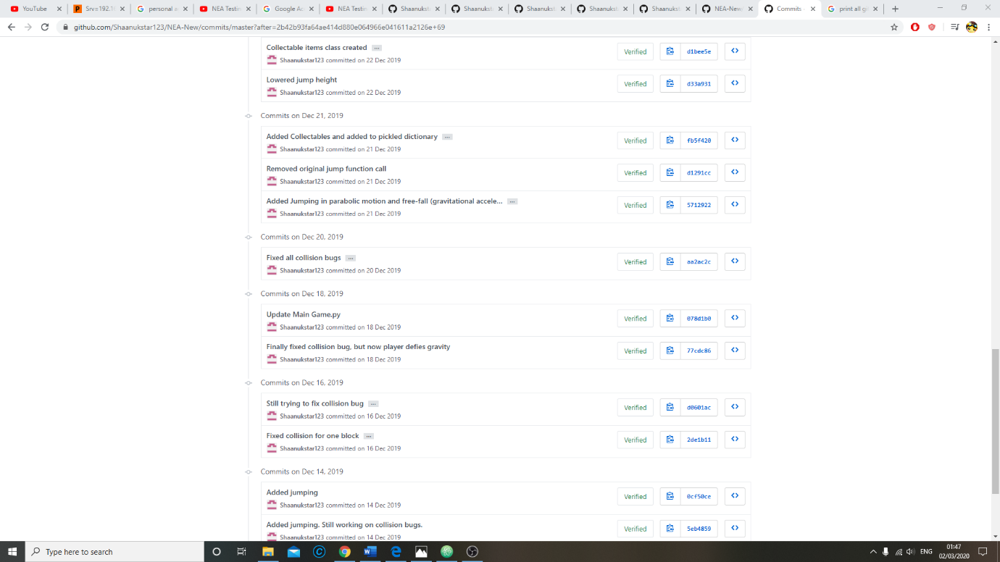 YouTube
Srv=192.16
personal a
NEA Testin
Google Ac
NEA Testin
Shaanukst
Shaanukst
Shaanukst
Shaanukst
Shaanukst
NEA-New/
Commits ·
print all gi
github.com/Shaanukstar123/NEA-New/commits/master?after=2b42b93fa64ae414d880e064966e041611a2126e+69
Collectable items class created ...
Shaanukstar123 committed on 22 Dec 2019
Verified d1bee5e
Lowered jump height
Shaanukstar123 committed on 22 Dec 2019
Verified d33a931
Commits on Dec 21, 2019
Added Collectables and added to pickled dictionary ...
Shaanukstar123 committed on 21 Dec 2019
Verified fb5f420
Removed original jump function call
Shaanukstar123 committed on 21 Dec 2019
Verified d1291cc
Added Jumping in parabolic motion and free-fall (gravitational accele... ...
Shaanukstar123 committed on 21 Dec 2019
Verified 5712922
Commits on Dec 20, 2019
Fixed all collision bugs ...
Shaanukstar123 committed on 20 Dec 2019
Verified aa2ac2c
Commits on Dec 18, 2019
Update Main Game.py
Shaanukstar123 committed on 18 Dec 2019
Verified 078d1b0
Finally fixed collision bug, but now player defies gravity
Shaanukstar123 committed on 18 Dec 2019
Verified 77cdc86
Commits on Dec 16, 2019
Still trying to fix collision bug ...
Shaanukstar123 committed on 16 Dec 2019
Verified d0601ac
Fixed collision for one block ...
Shaanukstar123 committed on 16 Dec 2019
Verified 2de1b11
Commits on Dec 14, 2019
Added jumping
Shaanukstar123 committed on 14 Dec 2019
Verified 0cf50ce
Added jumping. Still working on collision bugs.
Shaanukstar123 committed on 14 Dec 2019
Verified 5eb4859
Type here to search
ENG
01:47
02/03/2020